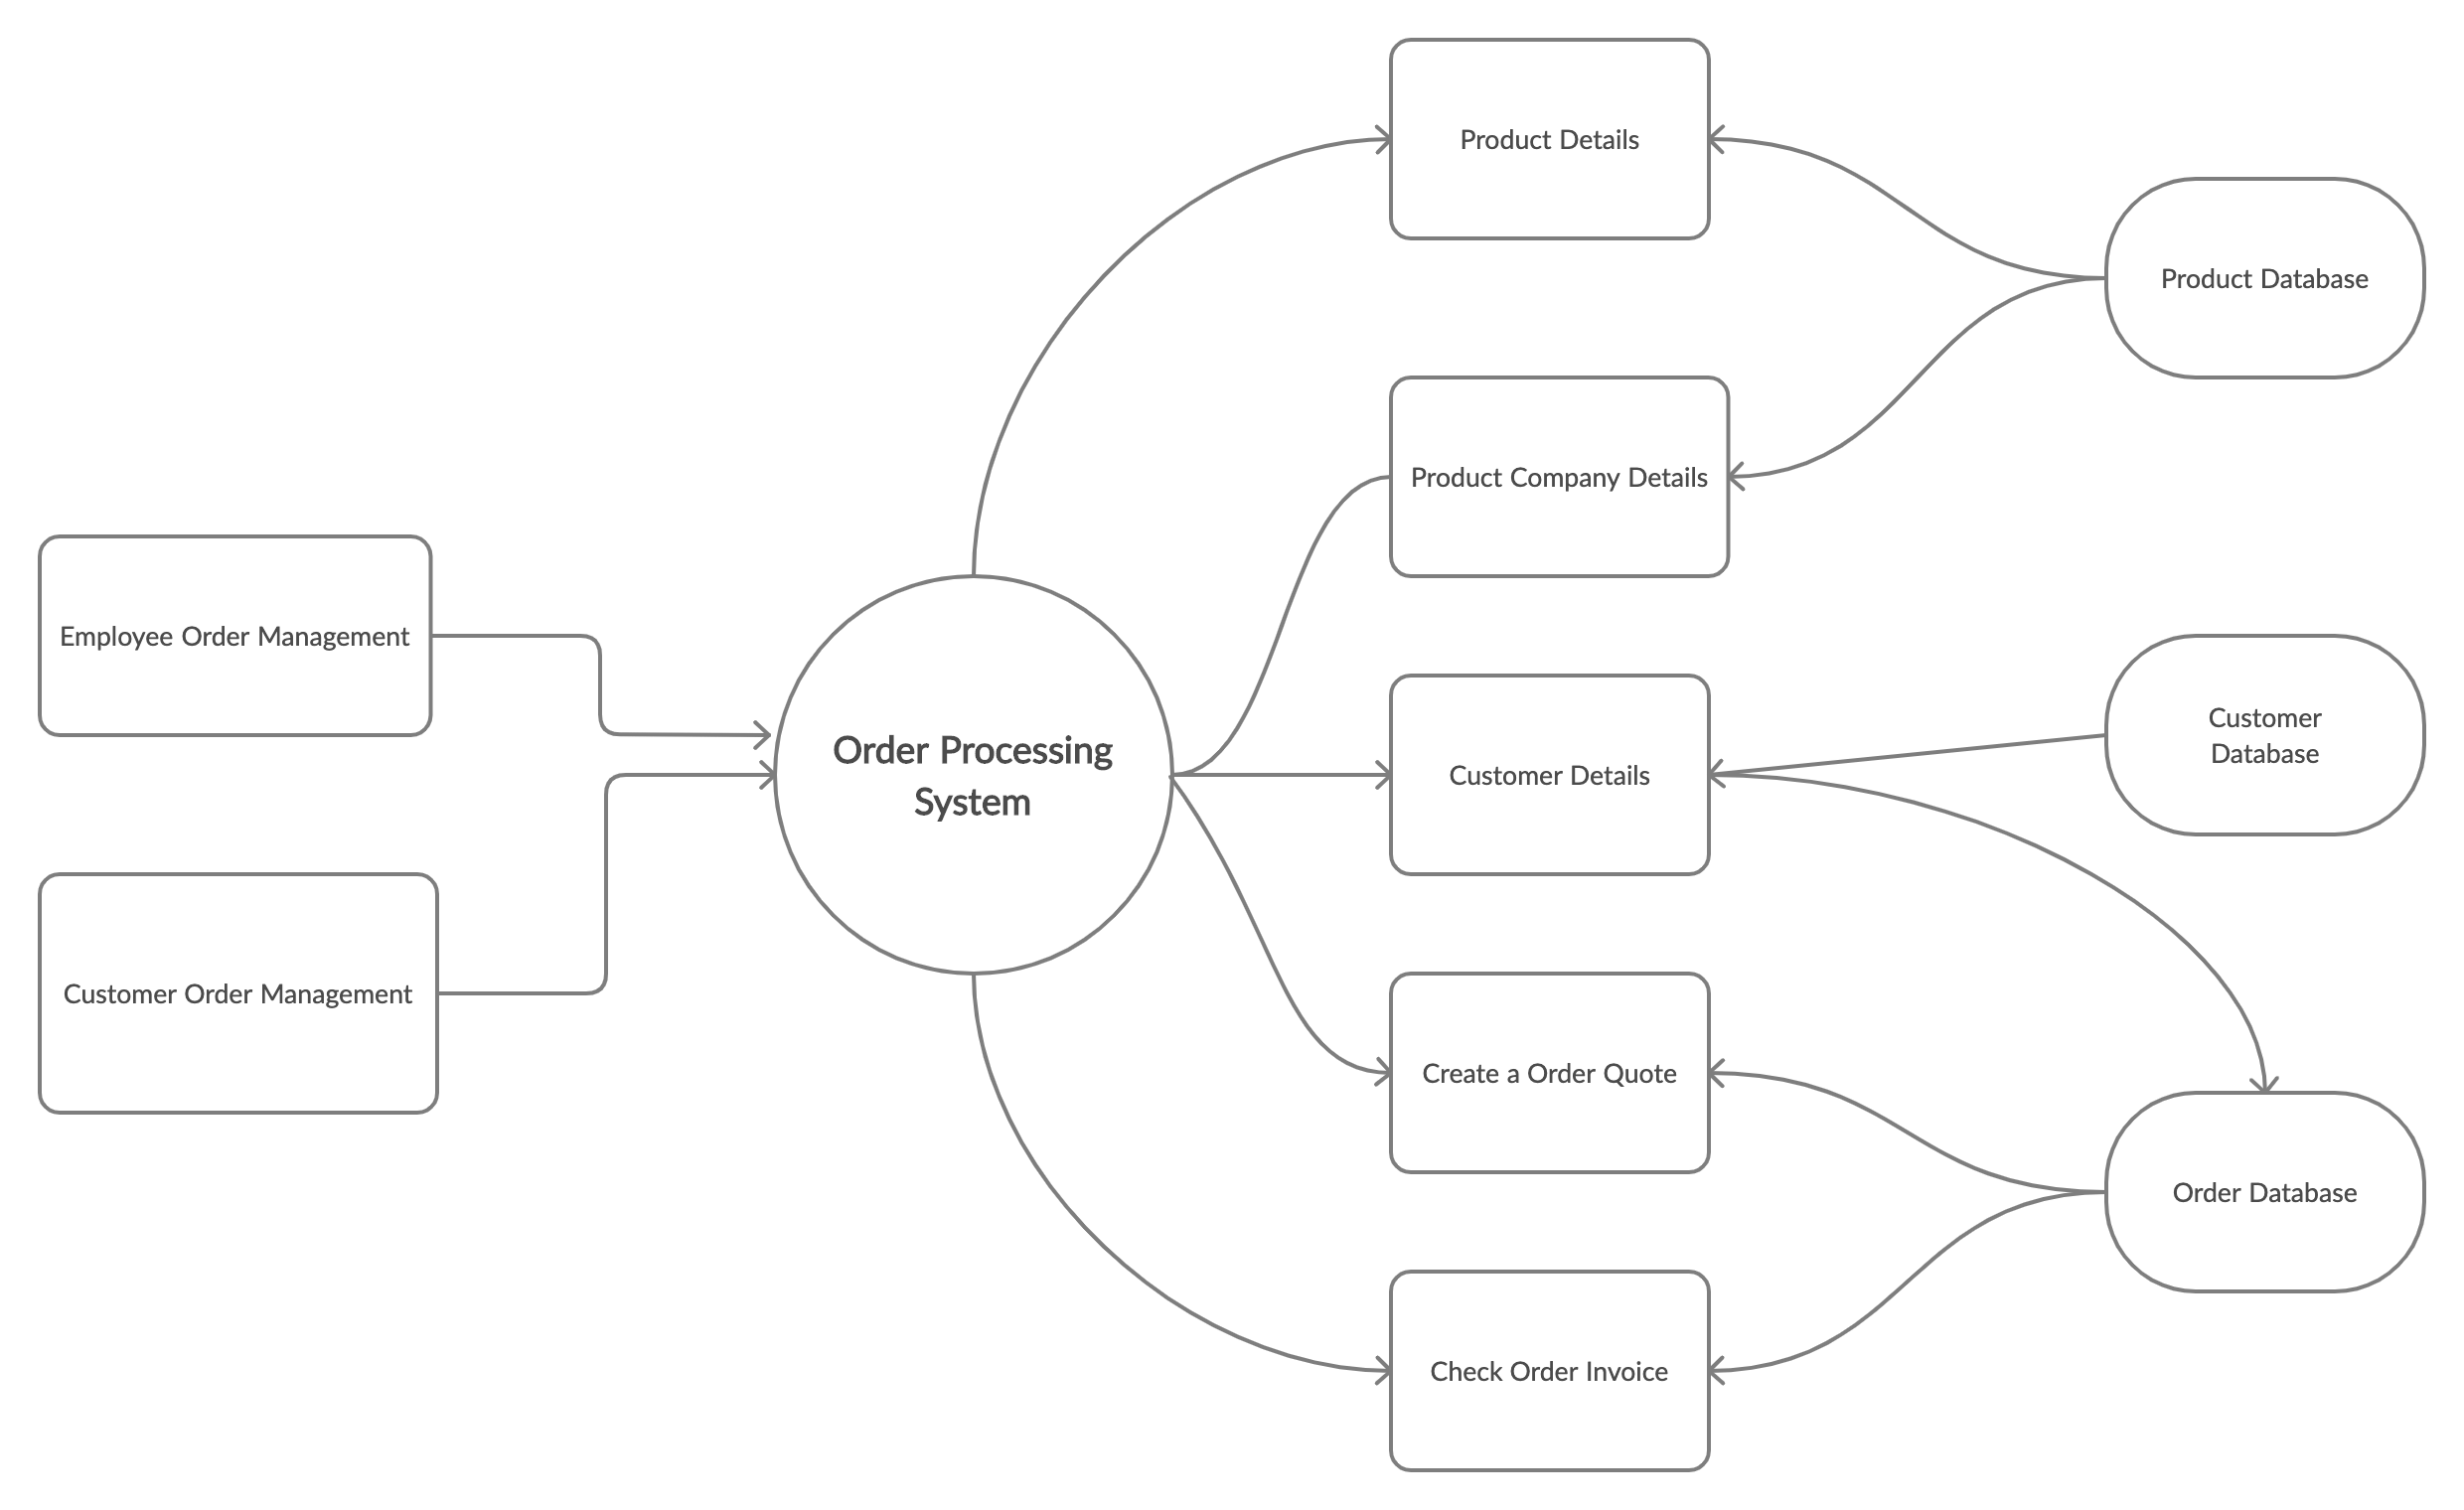 Product Details
Product Database
Product Company Details
Employee Order Management
Order Processing
System
Customer Details
Customer
Database
Customer Order Management
Create a Order Quote
Order Database
Check Order Invoice